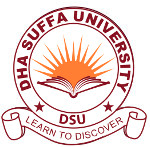 DHA SUFFA UNIVERSITY
DSU
LEARN TO DISCOVER